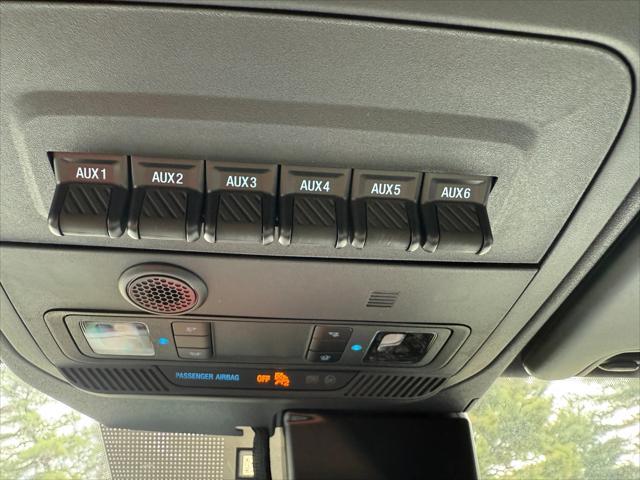 AUX1 AUX2 AUX3 AUX4 AUX5 AUX6
PASSENGER AIRBAG OFF